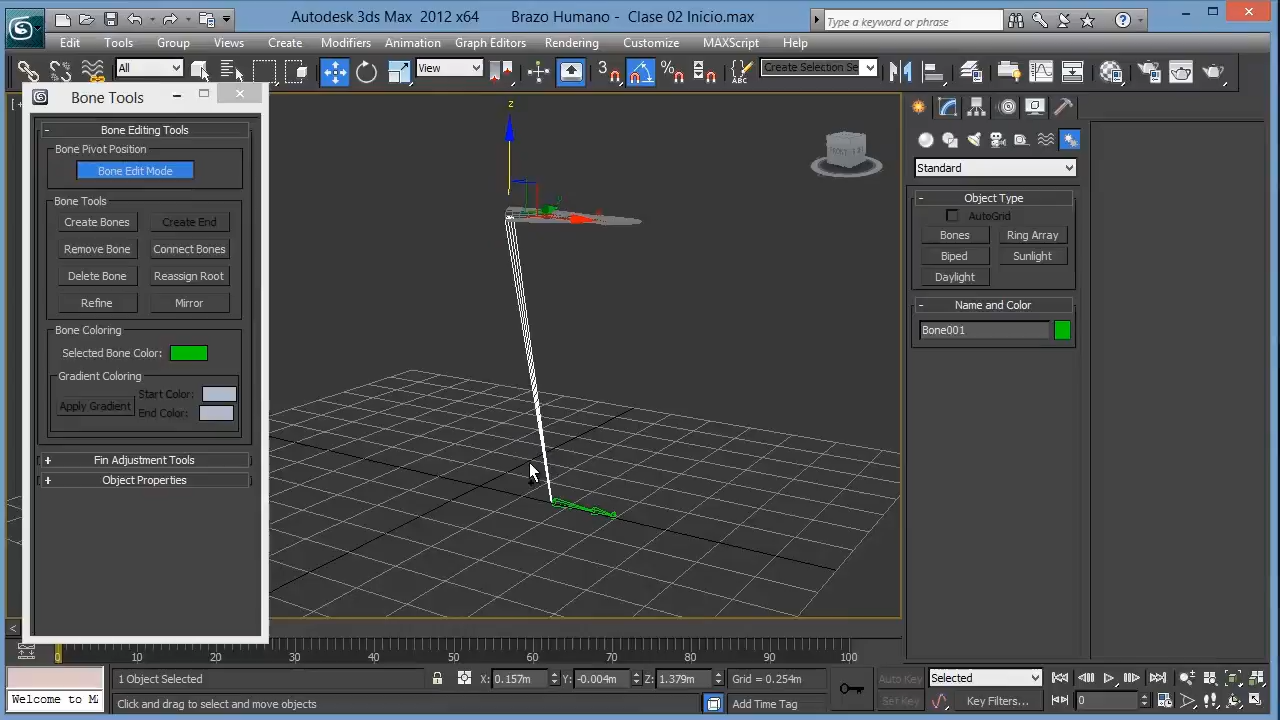 Autodesk 3ds Max 2012 x64 Brazo Humano - Clase 02 Inicio.max
Type a keyword or phrase
Edit Tools Group Views Create Modifiers Animation Graph Editors Rendering Customize MAXScript Help
All
View
3
Create Selection Se
Bone Tools
Bone Editing Tools
Bone Pivot Position
Bone Edit Mode
Bone Tools
Create Bones Create End
Remove Bone Connect Bones
Delete Bone Reassign Root
Refine Mirror
Bone Coloring
Selected Bone Color:
Gradient Coloring
Apply Gradient
Start Color:
End Color:
Fin Adjustment Tools
Object Properties
z
Standard
Object Type
AutoGrid
Bones Ring Array
Biped Sunlight
Daylight
Name and Color
Bone001
10 20 30 40 50 60 70 80 90 100
1 Object Selected
X: 0.157m Y: -0.004m Z: 1.379m
Grid = 0.254m
Auto Key
Selected
Welcome to M
Click and drag to select and move objects
Add Time Tag
Set Key
Key Filters...
0